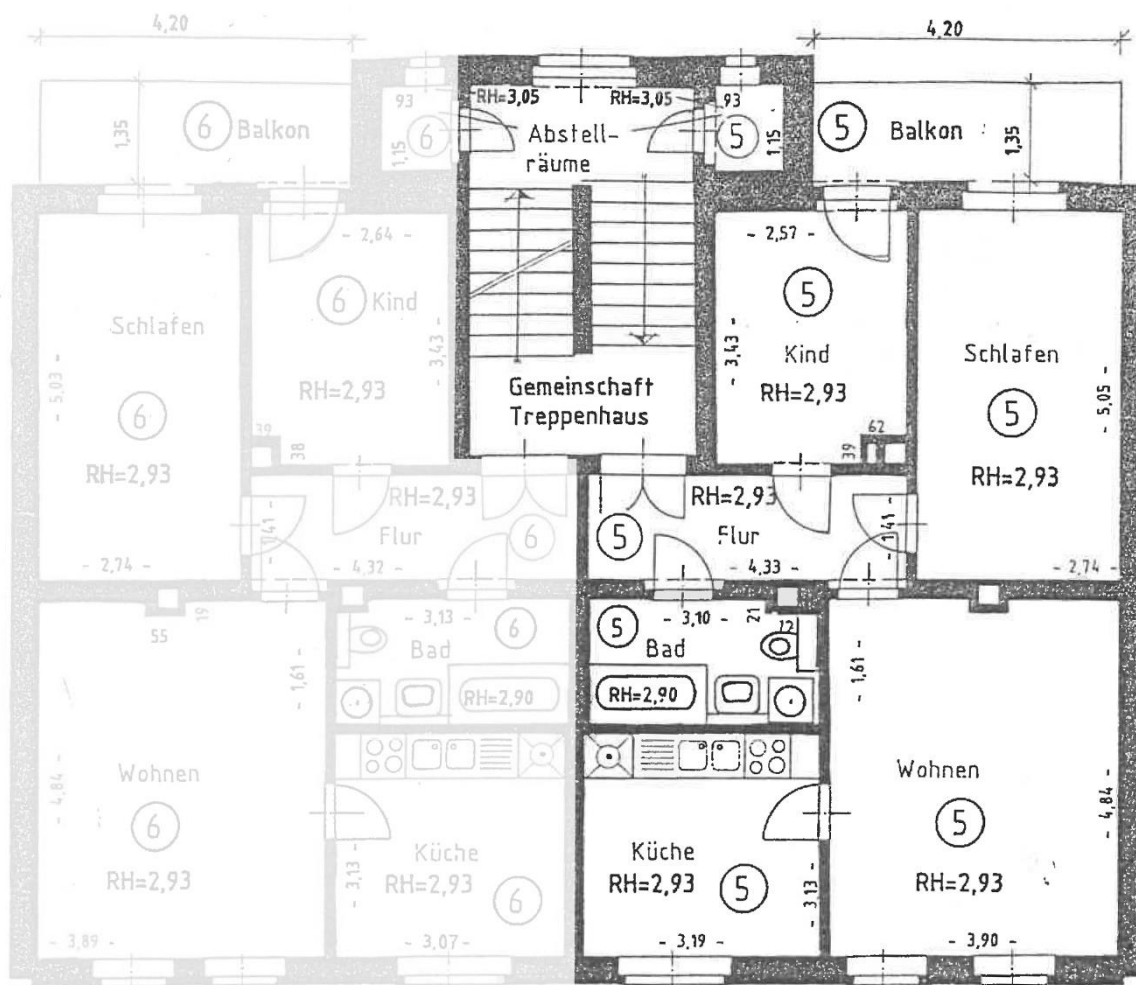 4,20
4,20
93
RH=3,05
RH=3,05
93
6
Balkon
1,35
1,15
6
Abstell-
räume
5
1,15
5
Balkon
1,35
- 2,64 -
- 2,57 -
6
Kind
5
Schlafen
- 5,03 -
- 3,43 -
- 3,43 -
Kind
Schlafen
- 5,05 -
RH=2,93
Gemeinschaft
Treppenhaus
RH=2,93
6
5
39
38
39
62
RH=2,93
RH=2,93
RH=2,93
RH=2,93
Flur
6
5
Flur
- 1,41 -
- 1,41 -
- 2,74 -
- 4,32 -
- 4,33 -
- 2,74 -
55
19
- 3,13 -
6
5
- 3,10 -
21
Bad
Bad
- 1,61 -
- 1,61 -
RH=2,90
RH=2,90
Wohnen
Wohnen
- 4,84 -
- 4,84 -
6
5
Küche
Küche
RH=2,93
RH=2,93
RH=2,93
RH=2,93
6
5
- 3,13 -
- 3,13 -
- 3,89 -
- 3,07 -
- 3,19 -
- 3,90 -